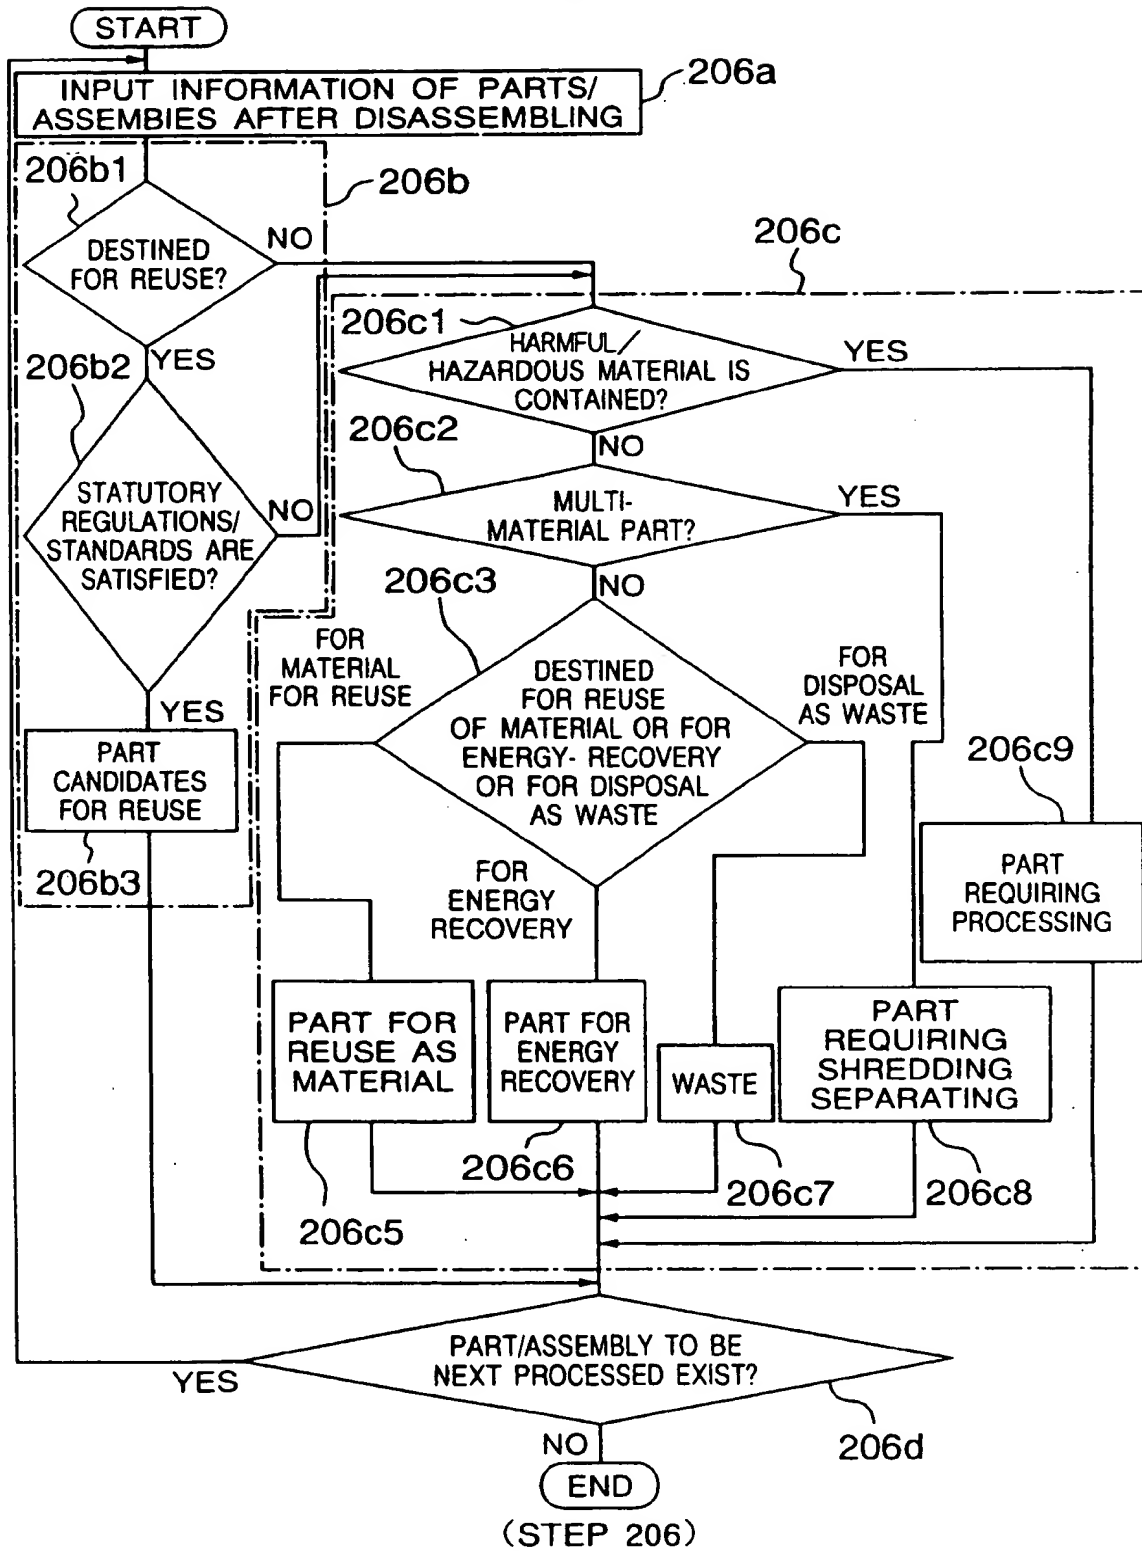 START
206a
INPUT INFORMATION OF PARTS/
ASSEMBIES AFTER DISASSEMBLING
206b1
206b
DESTINED
FOR REUSE?
NO
206c
206c1
HARMFUL/
HAZARDOUS MATERIAL IS
CONTAINED?
YES
YES
206b2
NO
206c2
STATUTORY
REGULATIONS/
STANDARDS ARE
SATISFIED?
NO
MULTI-
MATERIAL PART?
YES
NO
206c3
FOR
MATERIAL
FOR REUSE
DESTINED
FOR REUSE
OF MATERIAL OR FOR
ENERGY- RECOVERY
OR FOR DISPOSAL
AS WASTE
FOR
DISPOSAL
AS WASTE
YES
PART
CANDIDATES
FOR REUSE
206b3
206c9
FOR
ENERGY
RECOVERY
PART
REQUIRING
PROCESSING
PART FOR
REUSE AS
MATERIAL
PART FOR
ENERGY
RECOVERY
WASTE
PART
REQUIRING
SHREDDING
SEPARATING
206c5
206c6
206c7
206c8
PART/ASSEMBLY TO BE
NEXT PROCESSED EXIST?
YES
206d
NO
END
(STEP 206)